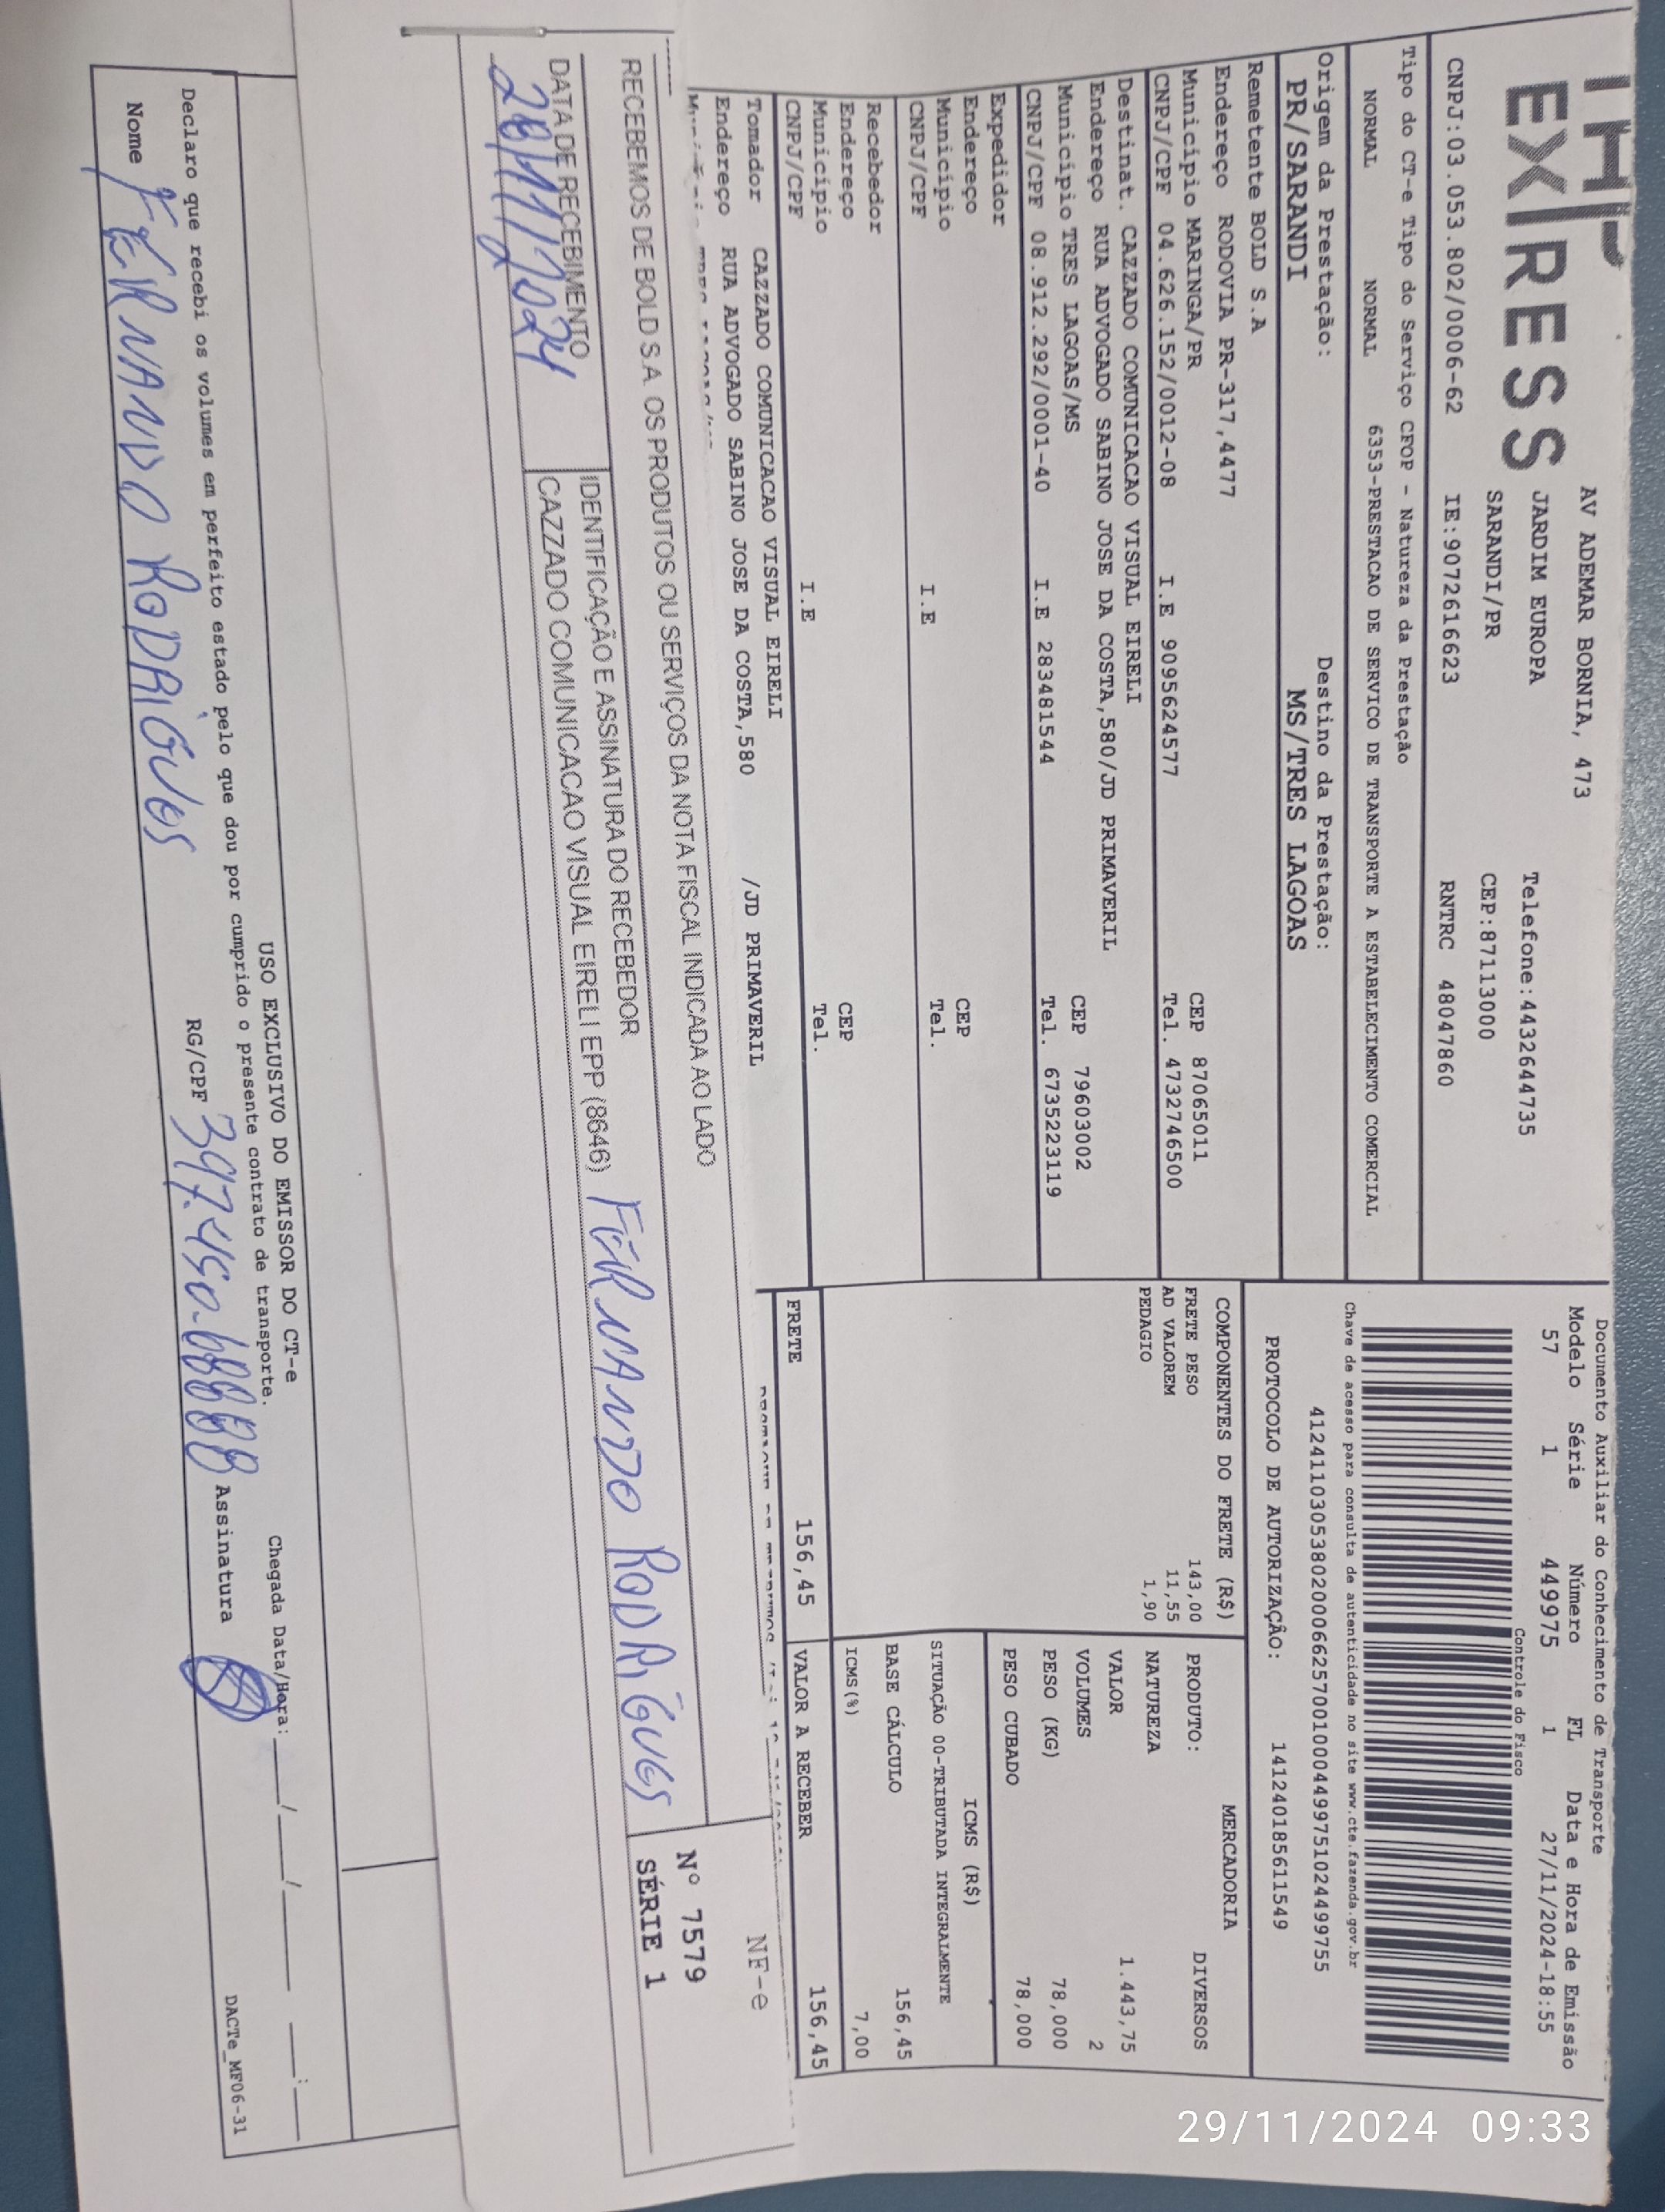 EXPRESS
AV ADEMAR BORNIA, 473
JARDIM EUROPA
Telefone:4432644735
SARANDI/PR
CEP:87113000
CNPJ:03.053.802/0006-62 IE:9072616623 RNTRC 48047860
Tipo do CT-e Tipo do Serviço CFOP - Natureza da Prestação
NORMAL NORMAL 6353-PRESTACAO DE SERVICO DE TRANSPORTE A ESTABELECIMENTO COMERCIAL
Origem da Prestação: Destino da Prestação:
PR/SARANDI MS/TRES LAGOAS
Remetente BOLD S.A
Endereço RODOVIA PR-317,4477
Município MARINGA/PR CEP 87065011
CNPJ/CPF 04.626.152/0012-08 I.E 9095624577 Tel. 4732746500
Destinat. CAZZADO COMUNICACAO VISUAL EIRELI
Endereço RUA ADVOGADO SABINO JOSE DA COSTA,580/JD PRIMAVERIL
Município TRES LAGOAS/MS CEP 79603002
CNPJ/CPF 08.912.292/0001-40 I.E 283481544 Tel. 6735223119
Expedidor
Endereço
Município CEP
CNPJ/CPF I.E Tel.
Recebedor
Endereço
Município CEP
CNPJ/CPF I.E Tel.
Tomador CAZZADO COMUNICACAO VISUAL EIRELI
Endereço RUA ADVOGADO SABINO JOSE DA COSTA,580 /JD PRIMAVERIL
Documento Auxiliar do Conhecimento de Transporte
Modelo Série Número FL Data e Hora de Emissão
57 1 449975 1 27/11/2024-18:55
Controle do Fisco
Chave de acesso para consulta de autenticidade no site www.cte.fazenda.gov.br
41241103053802000662570010004499751024499755
PROTOCOLO DE AUTORIZAÇÃO: 141240185611549
COMPONENTES DO FRETE (R$)
FRETE PESO 143,00
AD VALOREM 11,55
PEDAGIO 1,90
MERCADORIA
PRODUTO: DIVERSOS
NATUREZA
VALOR 1.443,75
VOLUMES 2
PESO (KG) 78,000
PESO CUBADO 78,000
ICMS (R$)
SITUAÇÃO 00-TRIBUTADA INTEGRALMENTE
BASE CÁLCULO 156,45
ICMS(%) 7,00
FRETE 156,45 VALOR A RECEBER 156,45
RECEBEMOS DE BOLD S.A. OS PRODUTOS OU SERVIÇOS DA NOTA FISCAL INDICADA AO LADO
DATA DE RECEBIMENTO
IDENTIFICAÇÃO E ASSINATURA DO RECEBEDOR
CAZZADO COMUNICACAO VISUAL EIRELI EPP (8646) FERNANDO RODRIGUES
NF-e
Nº 7579
SÉRIE 1
USO EXCLUSIVO DO EMISSOR DO CT-e
Chegada Data/Hora: ___/___/_____ ___:___
Declaro que recebi os volumes em perfeito estado pelo que dou por cumprido o presente contrato de transporte.
Nome FERNANDO RODRIGUES RG/CPF Assinatura
DACTe_MF06-31
29/11/2024 09:33